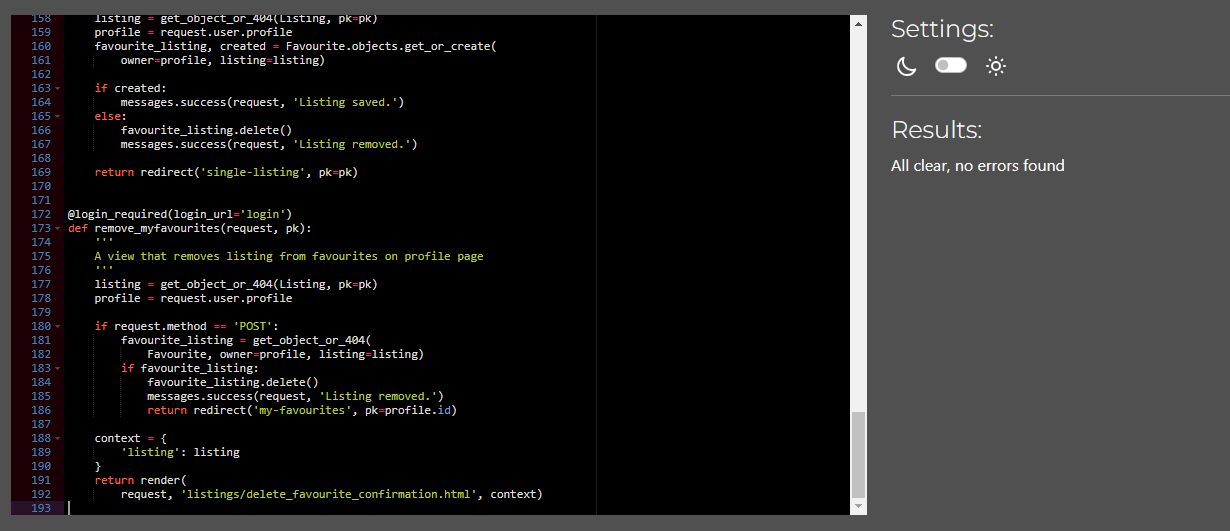 158     listing = get_object_or_404(Listing, pk=pk)
159     profile = request.user.profile
160     favourite_listing, created = Favourite.objects.get_or_create(
161         owner=profile, listing=listing)
162
163     if created:
164         messages.success(request, 'Listing saved.')
165     else:
166         favourite_listing.delete()
167         messages.success(request, 'Listing removed.')
168
169     return redirect('single-listing', pk=pk)
170
171
172 @login_required(login_url='login')
173 def remove_myfavourites(request, pk):
174     '''
175     A view that removes listing from favourites on profile page
176     '''
177     listing = get_object_or_404(Listing, pk=pk)
178     profile = request.user.profile
179
180     if request.method == 'POST':
181         favourite_listing = get_object_or_404(
182             Favourite, owner=profile, listing=listing)
183         if favourite_listing:
184             favourite_listing.delete()
185             messages.success(request, 'Listing removed.')
186             return redirect('my-favourites', pk=profile.id)
187
188     context = {
189         'listing': listing
190     }
191     return render(
192         request, 'listings/delete_favourite_confirmation.html', context)
193
Settings:
Results:
All clear, no errors found